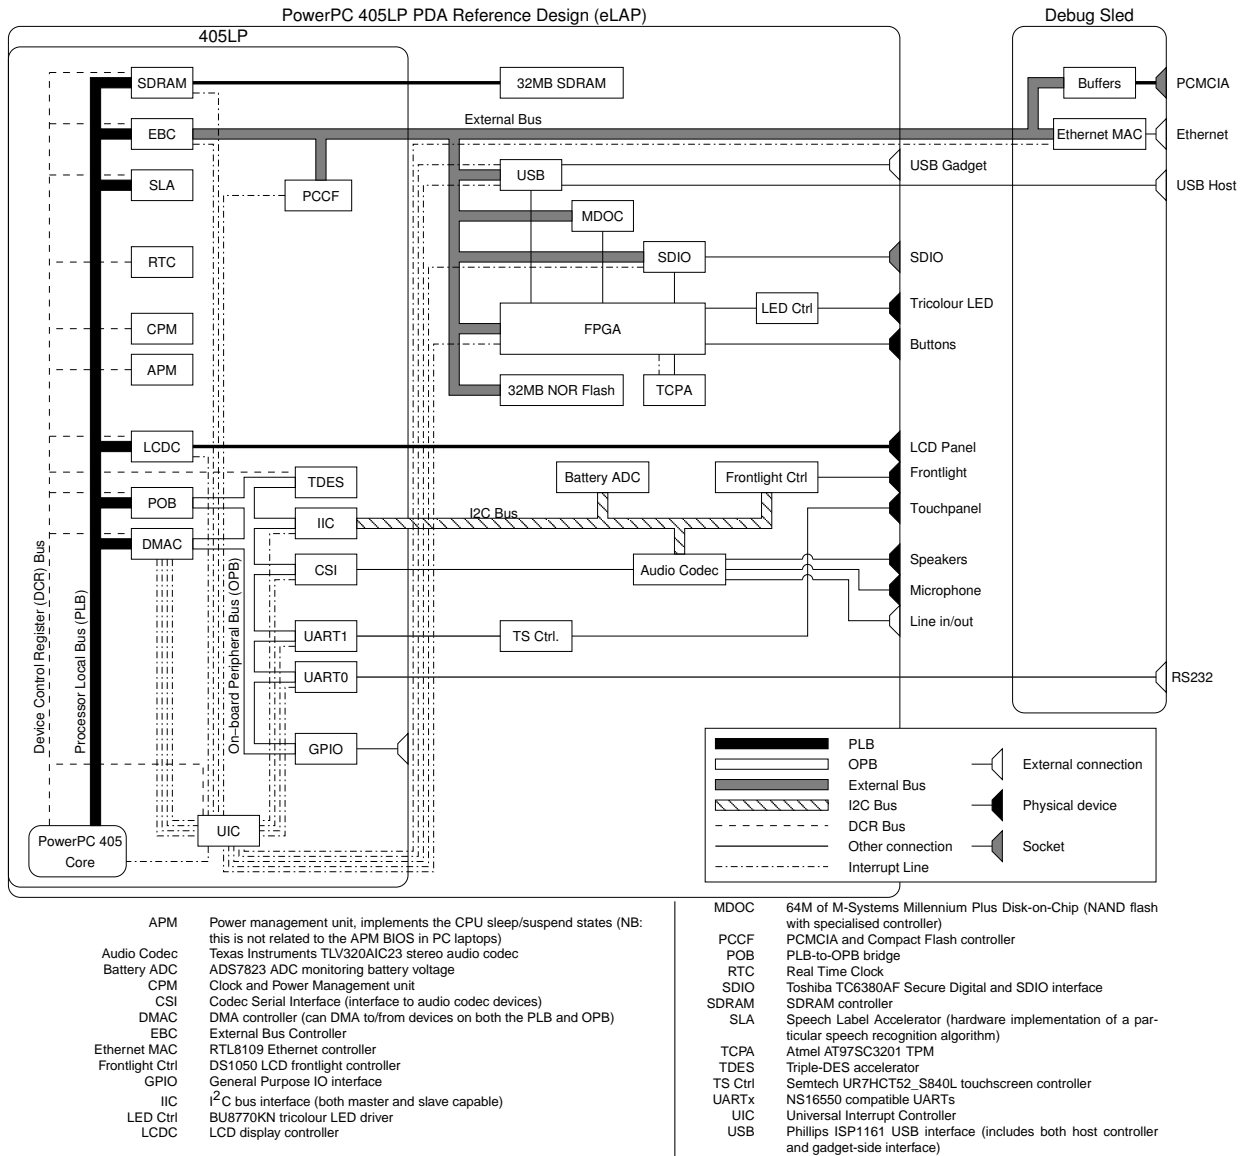 PowerPC 405LP PDA Reference Design (eLAP)
Debug Sled
405LP
SDRAM
32MB SDRAM
Buffers
PCMCIA
External Bus
EBC
Ethernet MAC
Ethernet
USB Gadget
USB
SLA
PCCF
USB Host
MDOC
RTC
SDIO
SDIO
Tricolour LED
LED Ctrl
CPM
FPGA
Buttons
APM
32MB NOR Flash
TCPA
LCDC
LCD Panel
Battery ADC
Frontlight Ctrl
Frontlight
TDES
POB
I2C Bus
Touchpanel
IIC
DMAC
Speakers
CSI
Audio Codec
Microphone
Line in/out
UART1
TS Ctrl.
UART0
RS232
Device Control Register (DCR) Bus
Processor Local Bus (PLB)
On-board Peripheral Bus (OPB)
GPIO
PLB
OPB
External Bus
I2C Bus
DCR Bus
Other connection
Interrupt Line
External connection
Physical device
Socket
UIC
PowerPC 405
Core
APM Power management unit, implements the CPU sleep/suspend states (NB:
this is not related to the APM BIOS in PC laptops)
Audio Codec Texas Instruments TLV320AIC23 stereo audio codec
Battery ADC ADS7823 ADC monitoring battery voltage
CPM Clock and Power Management unit
CSI Codec Serial Interface (interface to audio codec devices)
DMAC DMA controller (can DMA to/from devices on both the PLB and OPB)
EBC External Bus Controller
Ethernet MAC RTL8109 Ethernet controller
Frontlight Ctrl DS1050 LCD frontlight controller
GPIO General Purpose IO interface
IIC I2C bus interface (both master and slave capable)
LED Ctrl BU8770KN tricolour LED driver
LCDC LCD display controller
MDOC 64M of M-Systems Millennium Plus Disk-on-Chip (NAND flash
with specialised controller)
PCCF PCMCIA and Compact Flash controller
POB PLB-to-OPB bridge
RTC Real Time Clock
SDIO Toshiba TC6380AF Secure Digital and SDIO interface
SDRAM SDRAM controller
SLA Speech Label Accelerator (hardware implementation of a par-
ticular speech recognition algorithm)
TCPA Atmel AT97SC3201 TPM
TDES Triple-DES accelerator
TS Ctrl Semtech UR7HCT52_S840L touchscreen controller
UARTx NS16550 compatible UARTs
UIC Universal Interrupt Controller
USB Phillips ISP1161 USB interface (includes both host controller
and gadget-side interface)